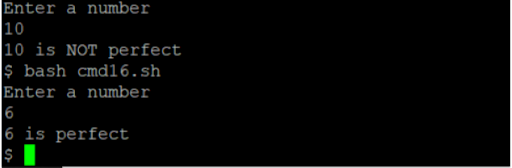 Enter a number
10
10 is NOT perfect
$ bash cmd16.sh
Enter a number
6
6 is perfect
$